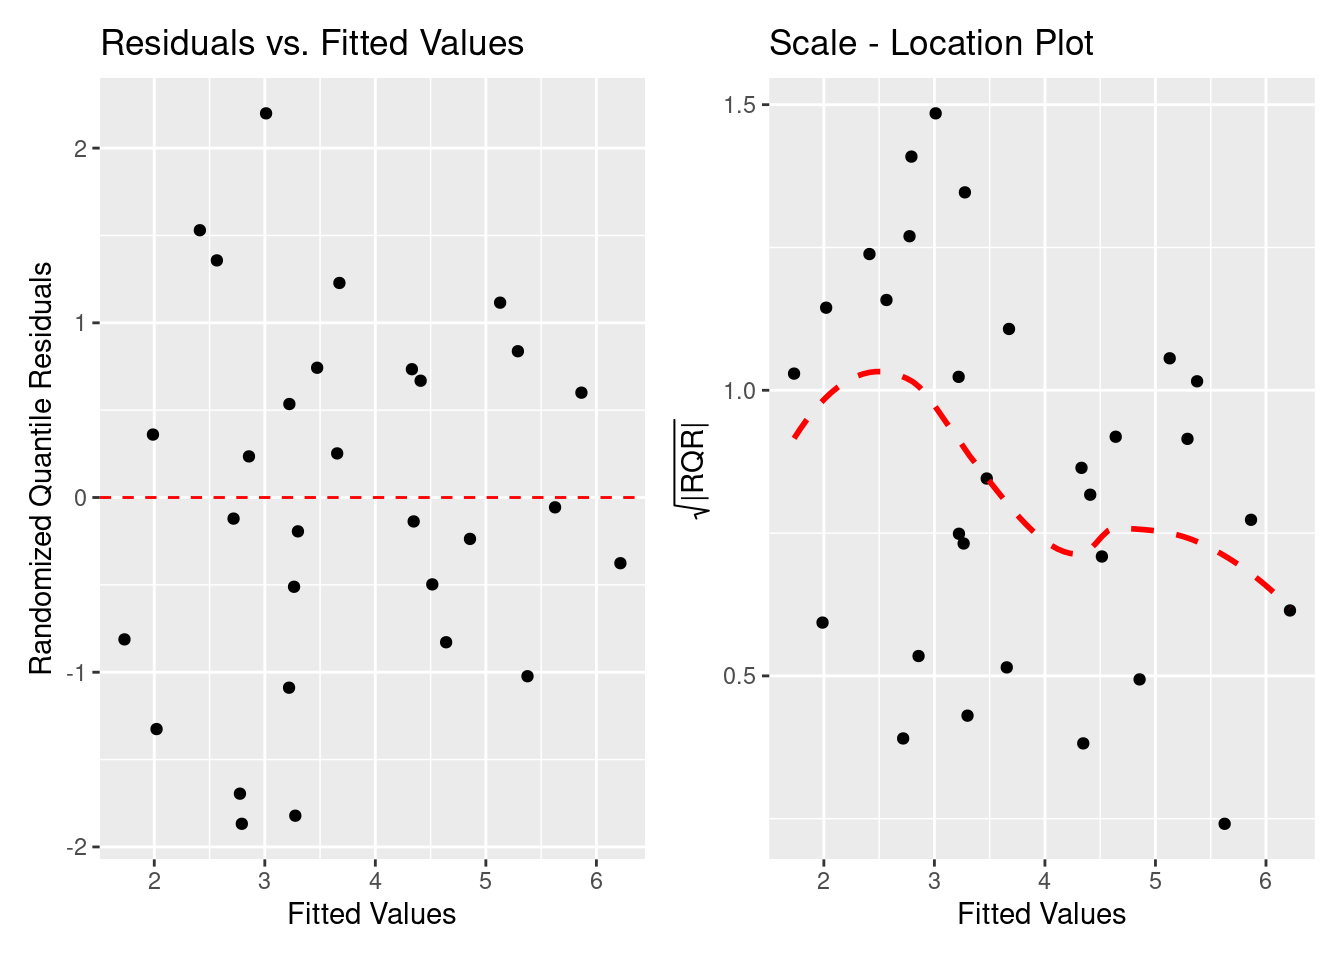 Residuals vs. Fitted Values
Randomized Quantile Residuals
2
1
0
-1
-2
2 3 4 5 6
Fitted Values
Scale - Location Plot
√|RQR|
1.5
1.0
0.5
2 3 4 5 6
Fitted Values